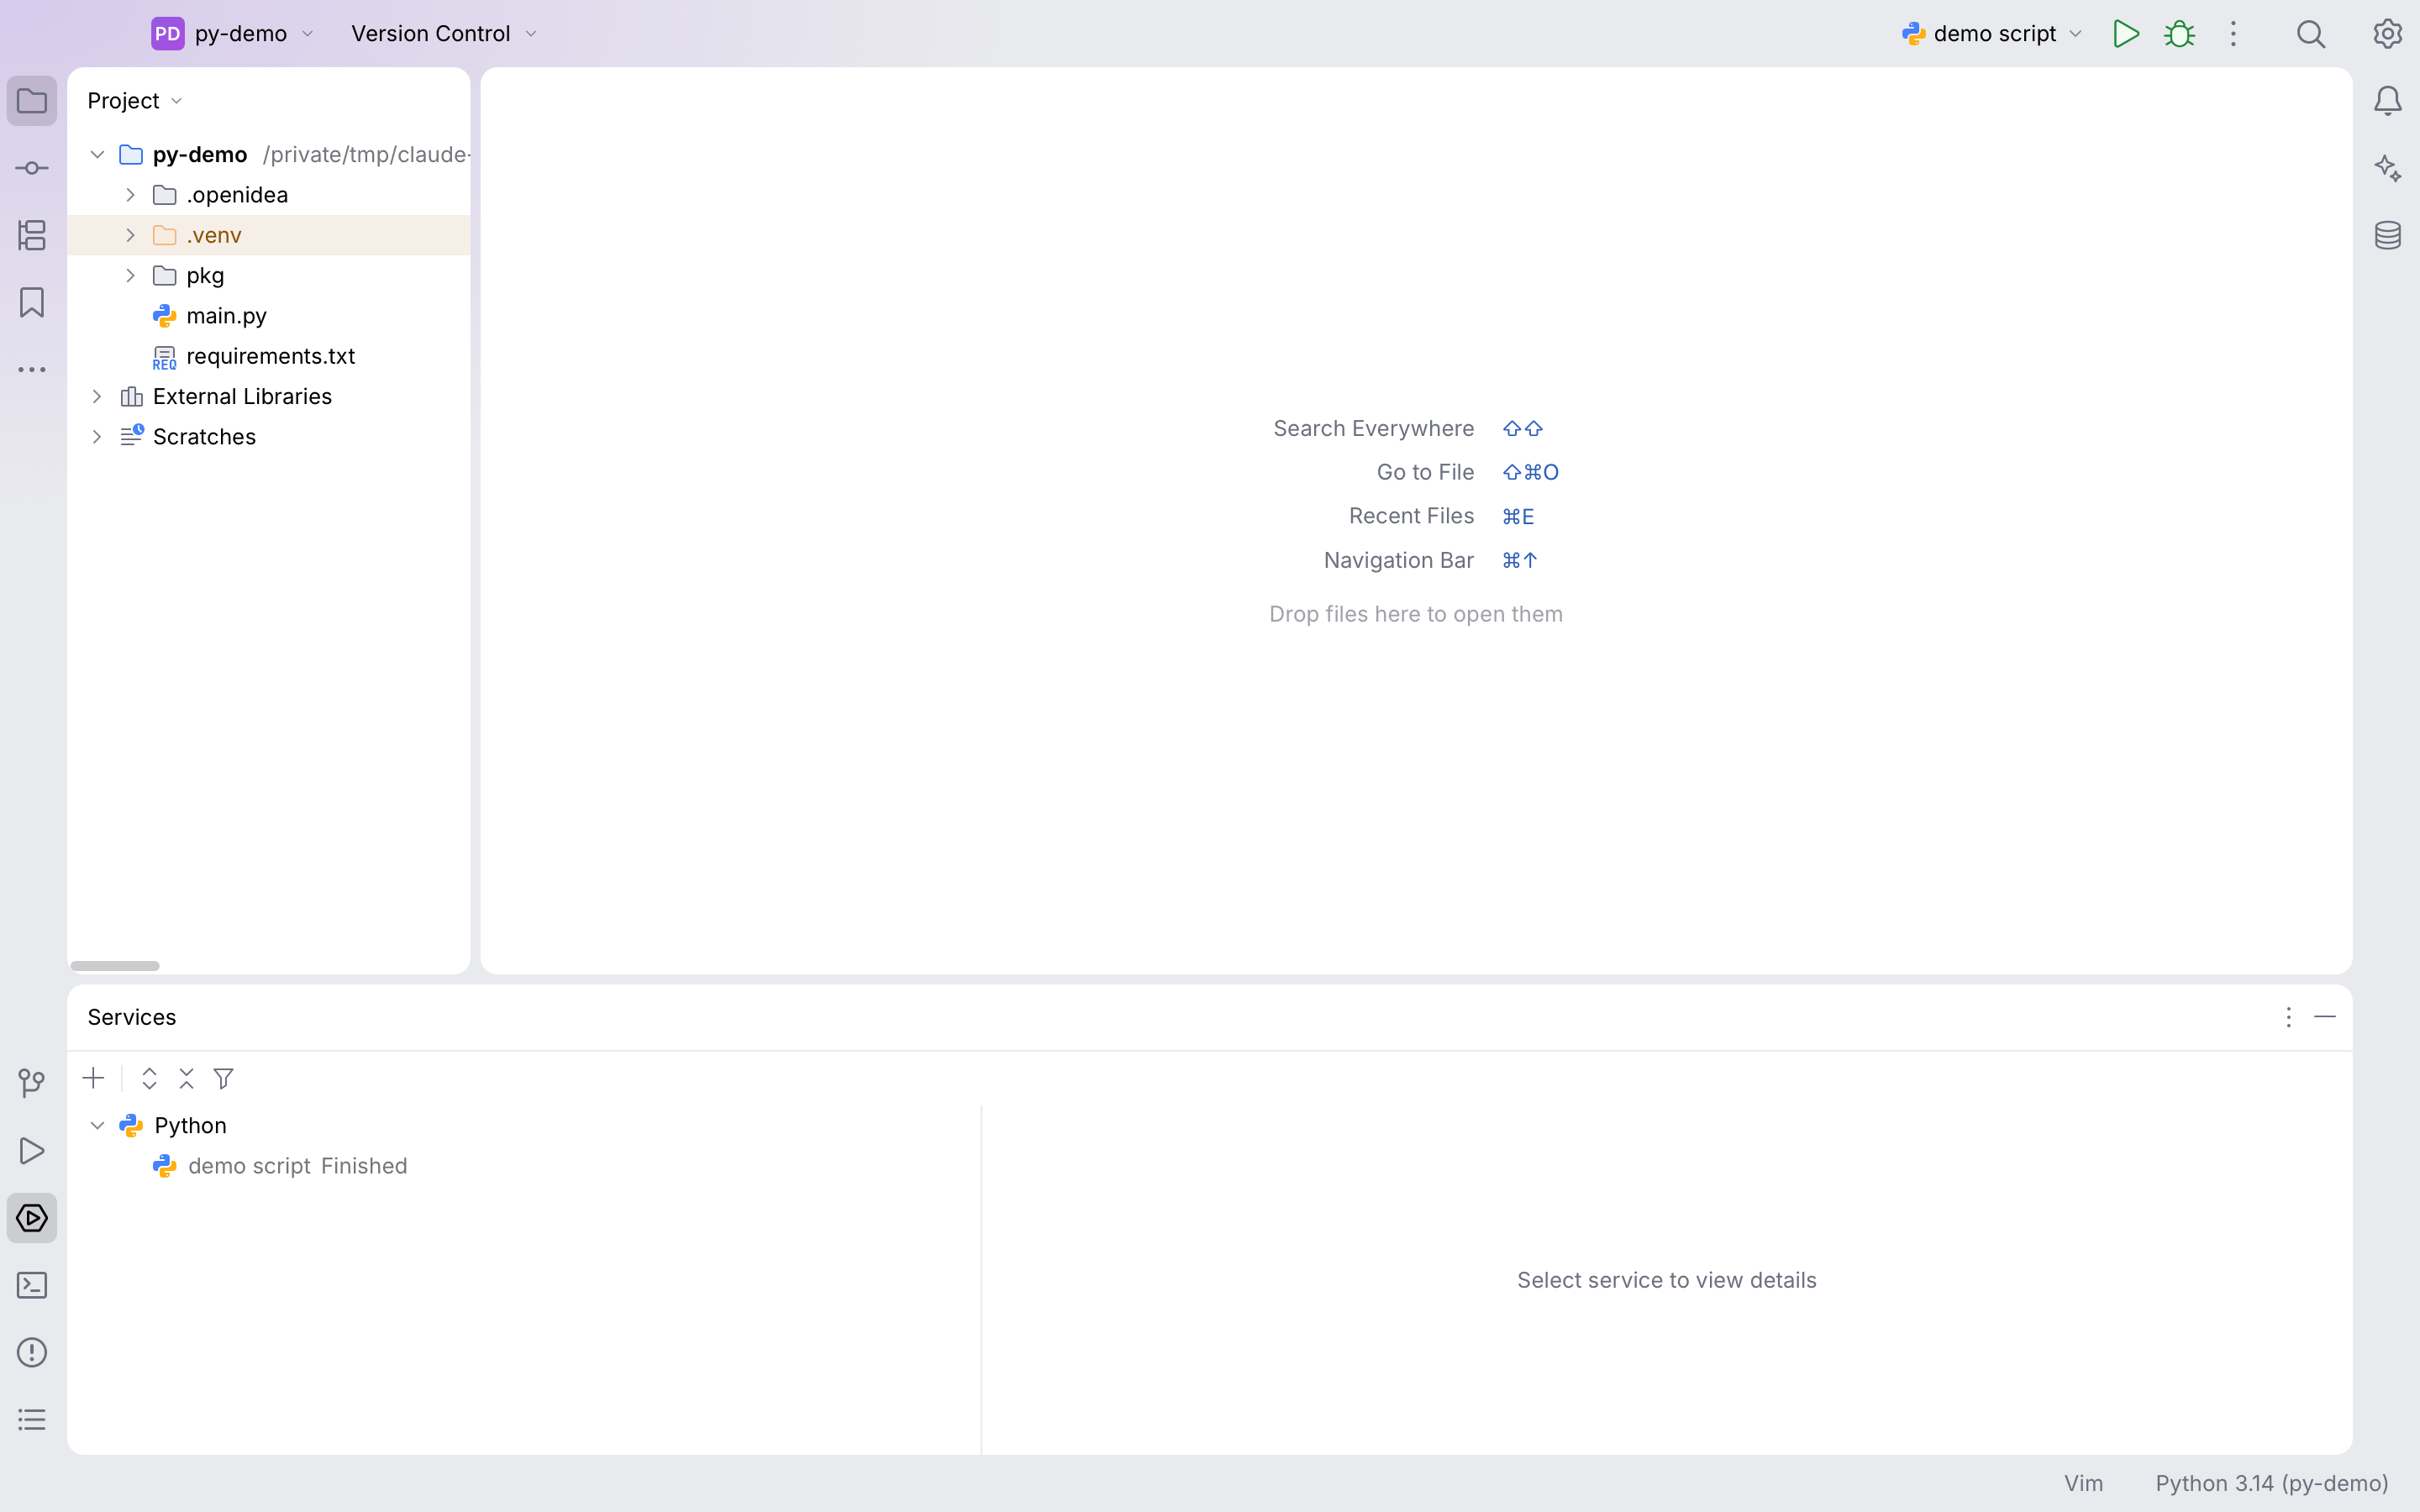 PD py-demo Version Control demo script
Project
py-demo /private/tmp/claude-
.openidea
.venv
pkg
main.py
REQ requirements.txt
External Libraries
Scratches
Search Everywhere ⇧⇧
Go to File ⇧⌘O
Recent Files ⌘E
Navigation Bar ⌘↑
Drop files here to open them
Services
Python
demo script Finished
Select service to view details
Vim Python 3.14 (py-demo)